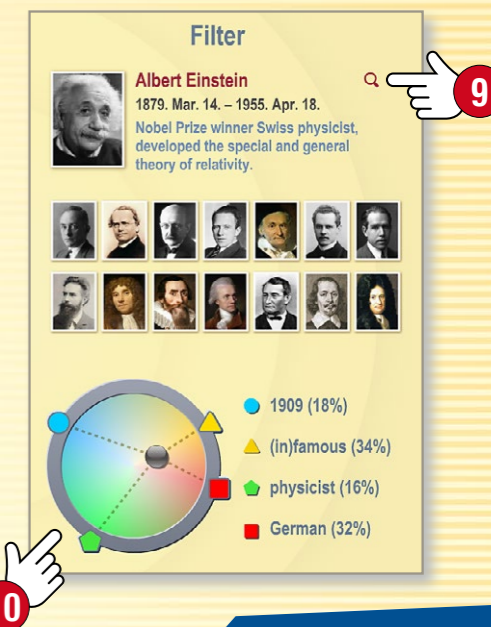 Filter
Albert Einstein
1879. Mar. 14. – 1955. Apr. 18.
Nobel Prize winner Swiss physicist,
developed the special and general
theory of relativity.
9
1909 (18%)
(in)famous (34%)
physicist (16%)
German (32%)
0